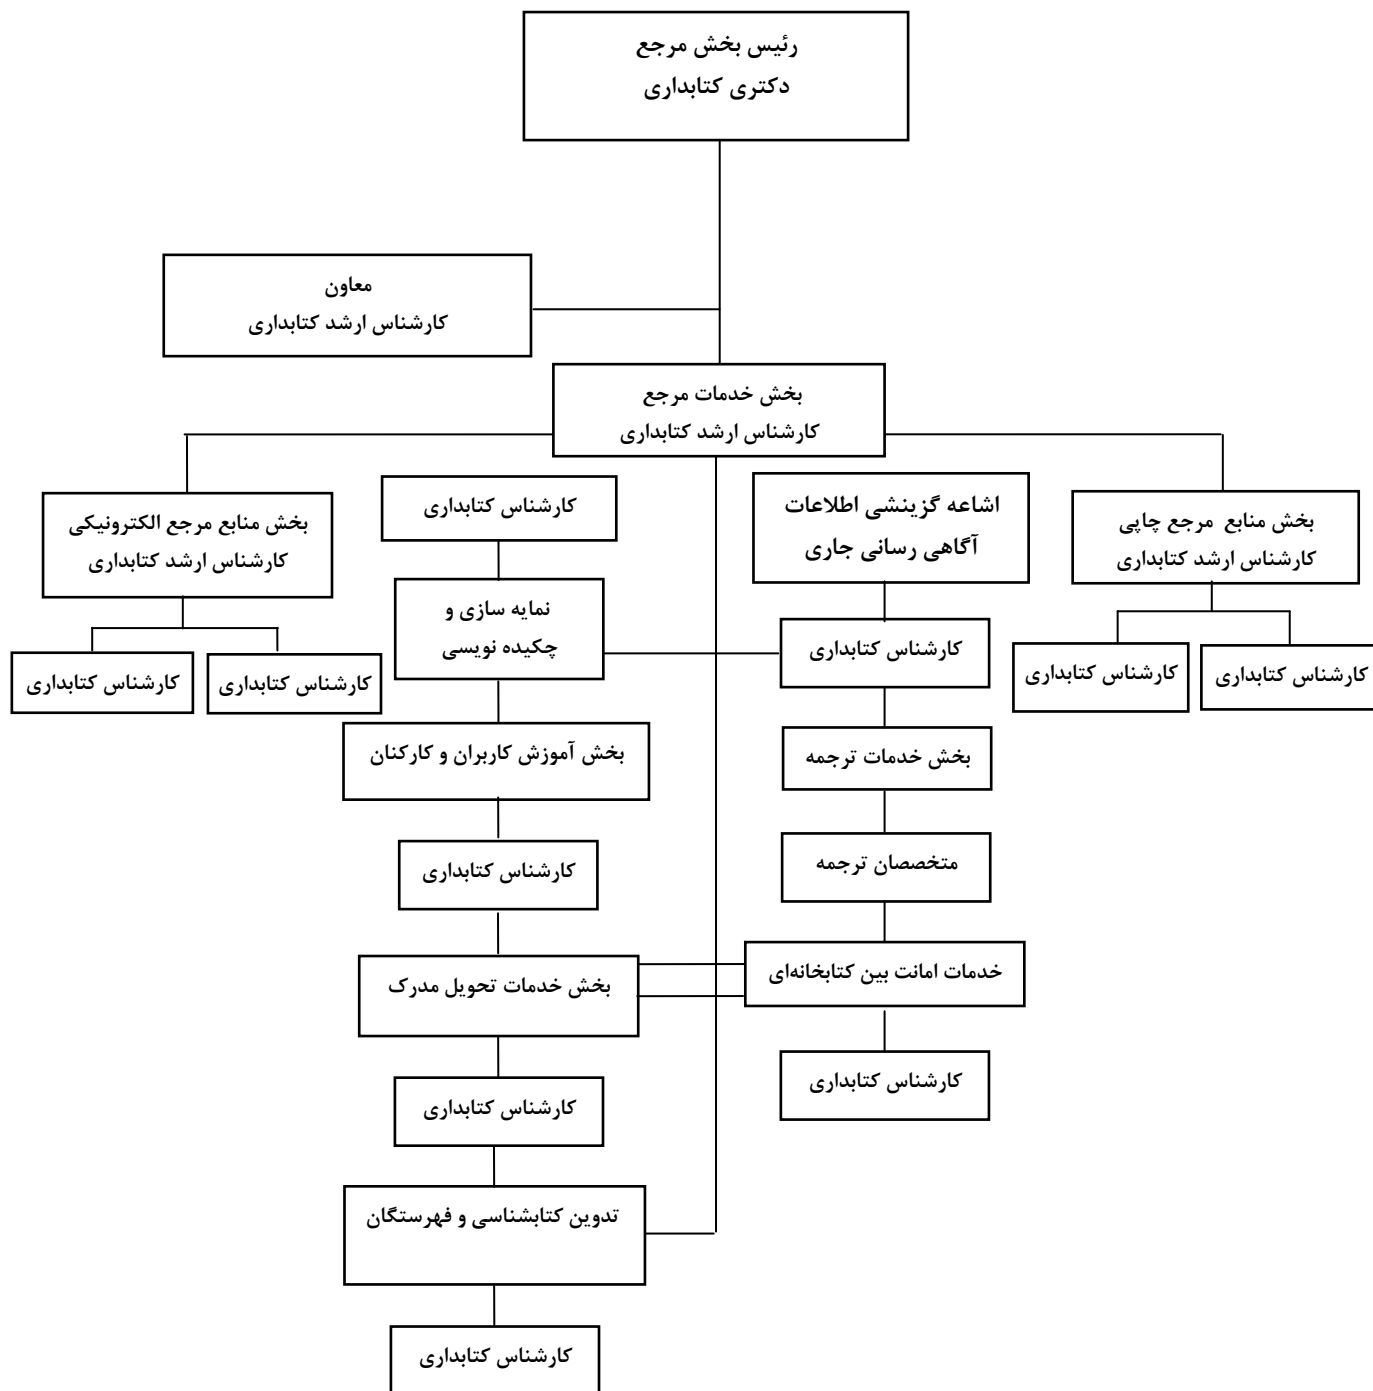 رئیس بخش مرجع
دکتری کتابداری
معاون
کارشناس ارشد کتابداری
بخش خدمات مرجع
کارشناس ارشد کتابداری
بخش منابع مرجع چاپی
کارشناس ارشد کتابداری
کارشناس کتابداری
کارشناس کتابداری
اشاعه گزینشی اطلاعات
آگاهی رسانی جاری
کارشناس کتابداری
بخش خدمات ترجمه
متخصصان ترجمه
خدمات امانت بین کتابخانه‌ای
کارشناس کتابداری
کارشناس کتابداری
نمایه سازی و
چکیده نویسی
بخش آموزش کاربران و کارکنان
کارشناس کتابداری
بخش خدمات تحویل مدرک
کارشناس کتابداری
تدوین کتابشناسی و فهرستگان
کارشناس کتابداری
بخش منابع مرجع الکترونیکی
کارشناس ارشد کتابداری
کارشناس کتابداری
کارشناس کتابداری